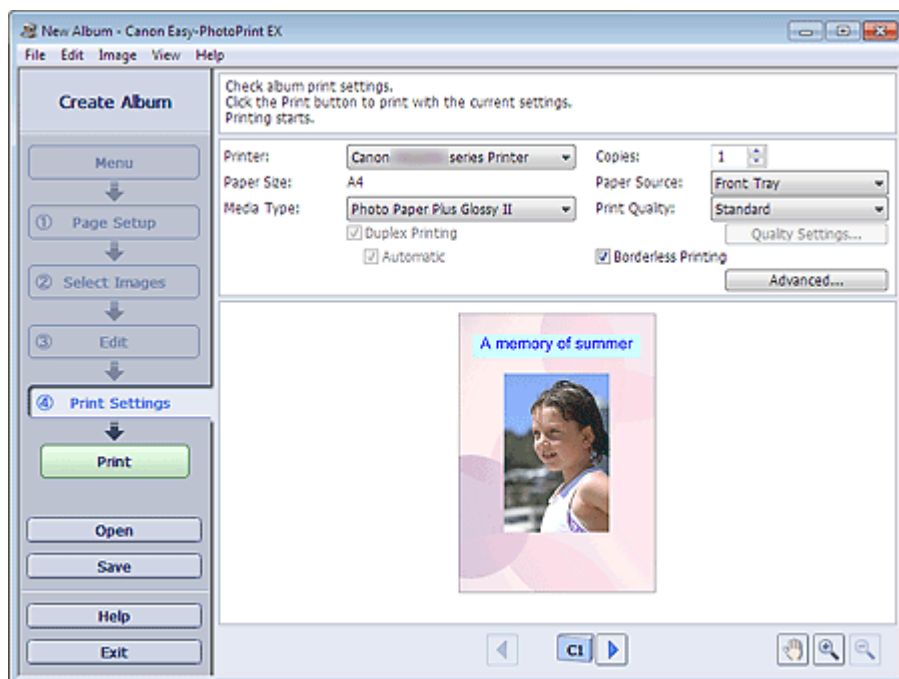 New Album - Canon Easy-PhotoPrint EX
File Edit Image View Help
Create Album
Menu
① Page Setup
② Select Images
③ Edit
④ Print Settings
Print
Open
Save
Help
Exit
Check album print settings.
Click the Print button to print with the current settings.
Printing starts.
Printer: Canon series Printer Copies: 1
Paper Size: A4 Paper Source: Front Tray
Media Type: Photo Paper Plus Glossy II Print Quality: Standard
Duplex Printing Quality Settings...
Automatic Borderless Printing
Advanced...
A memory of summer
C1